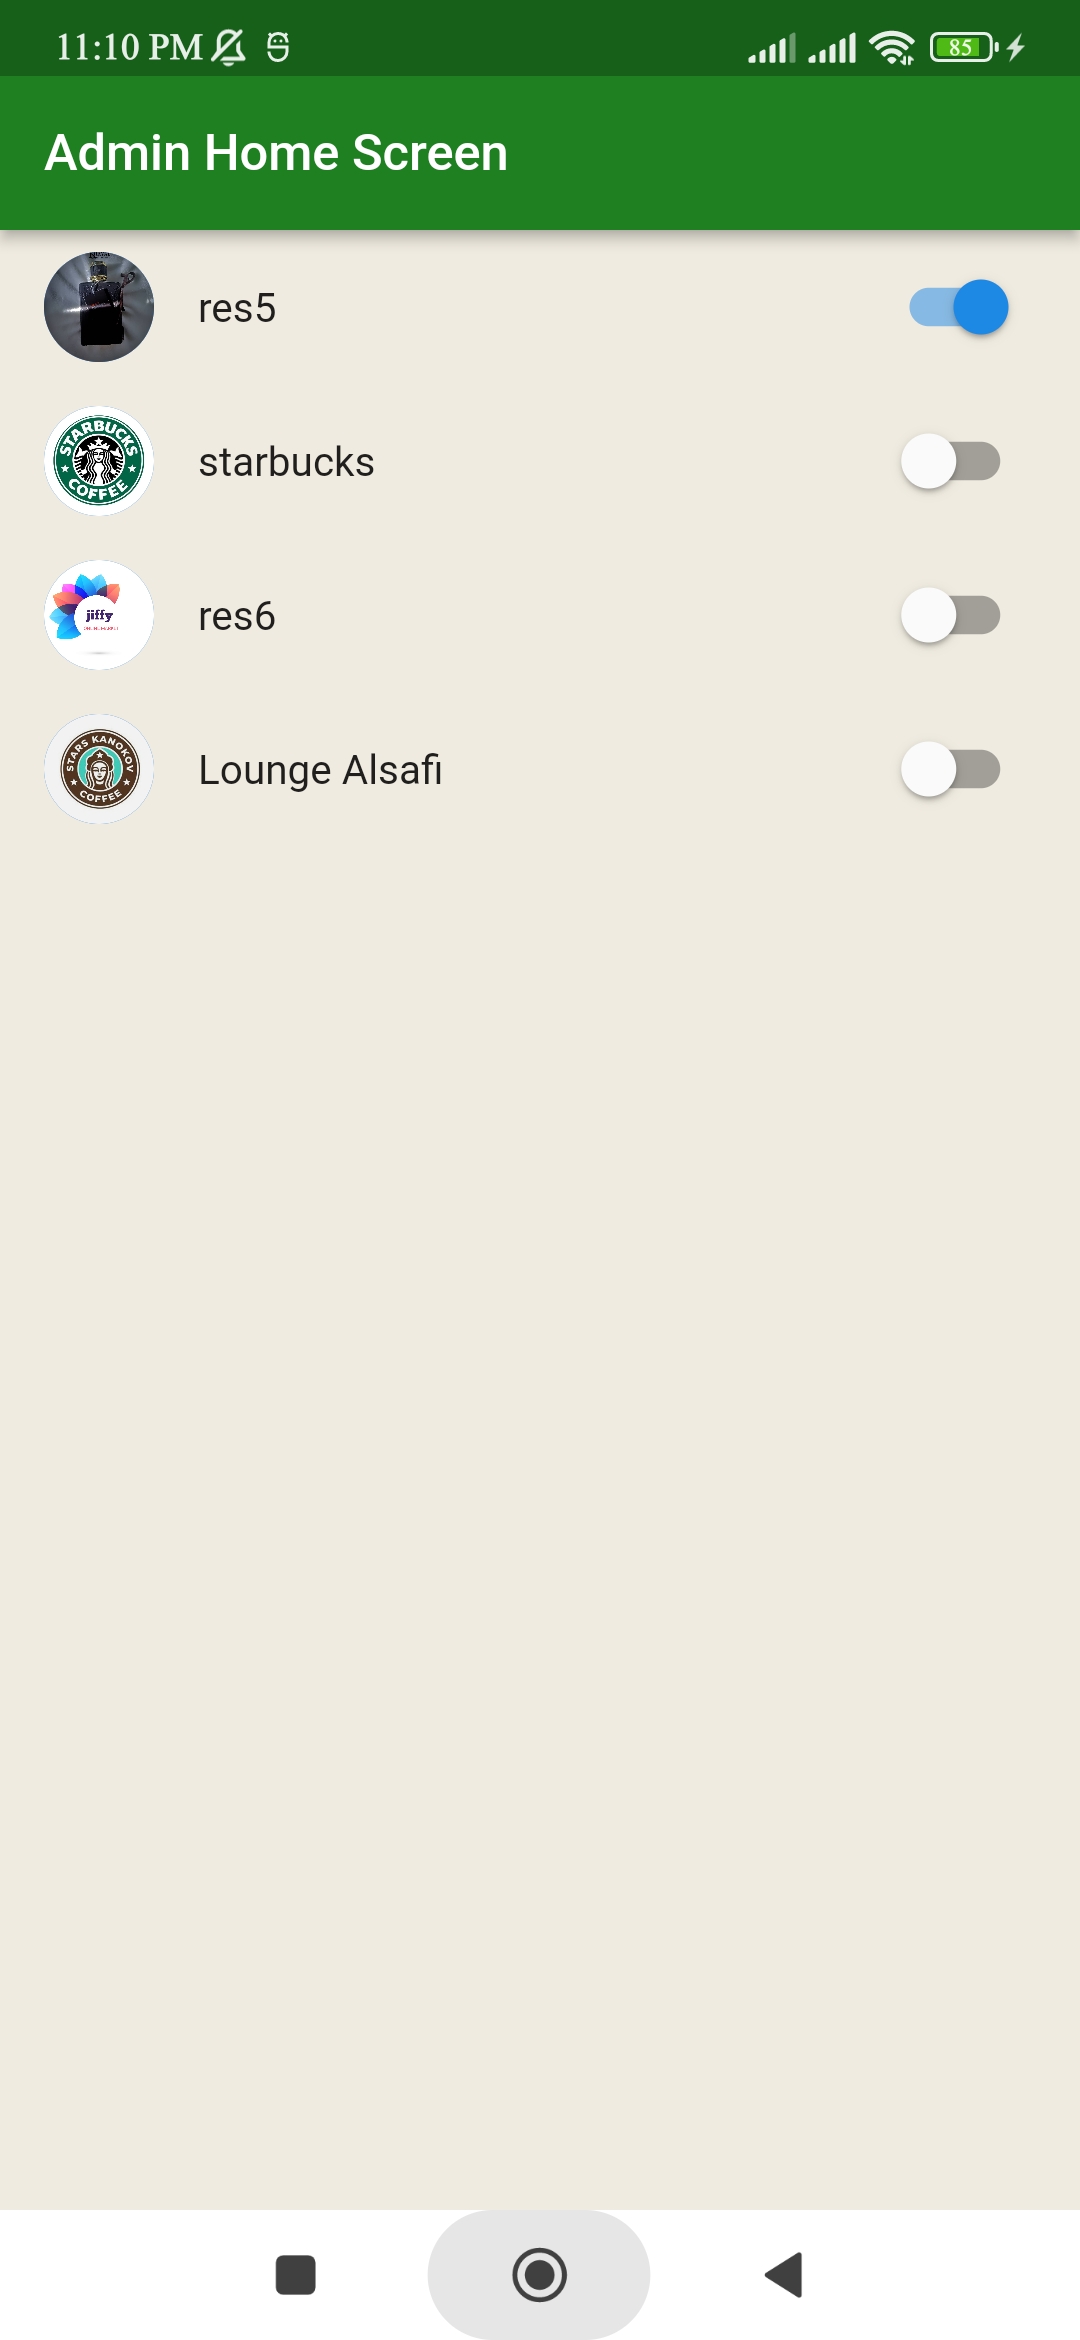 11:10 PM
85
Admin Home Screen
res5
STARBUCKS
COFFEE
starbucks
jiffy
res6
STARS KANOKOV
COFFEE
Lounge Alsafi